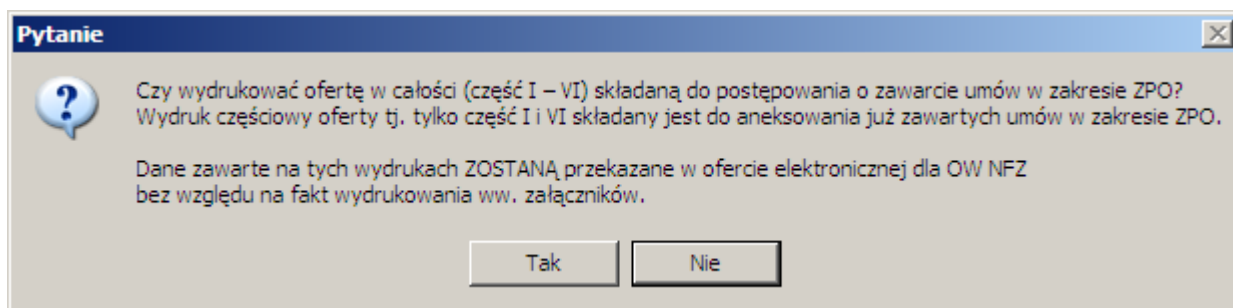 Pytanie
Czy wydrukować ofertę w całości (część I – VI) składaną do postępowania o zawarcie umów w zakresie ZPO?
Wydruk częściowy oferty tj. tylko część I i VI składany jest do aneksowania już zawartych umów w zakresie ZPO.
Dane zawarte na tych wydrukach ZOSTANĄ przekazane w ofercie elektronicznej dla OW NFZ
bez względu na fakt wydrukowania ww. załączników.
Tak
Nie